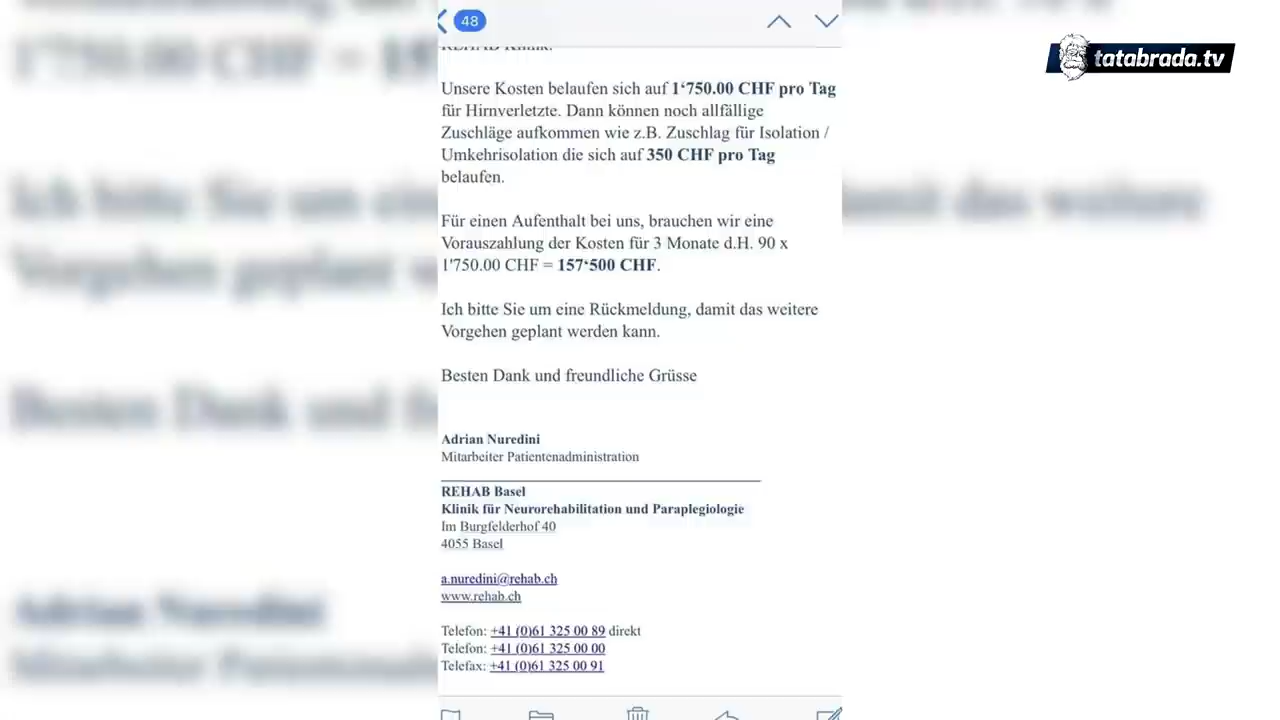 48
tatabrada.tv
REHAB Klinik.
Unsere Kosten belaufen sich auf 1‘750.00 CHF pro Tag
für Hirnverletzte. Dann können noch allfällige
Zuschläge aufkommen wie z.B. Zuschlag für Isolation /
Umkehrisolation die sich auf 350 CHF pro Tag
belaufen.
Für einen Aufenthalt bei uns, brauchen wir eine
Vorauszahlung der Kosten für 3 Monate d.H. 90 x
1'750.00 CHF = 157‘500 CHF.
Ich bitte Sie um eine Rückmeldung, damit das weitere
Vorgehen geplant werden kann.
Besten Dank und freundliche Grüsse
Adrian Nuredini
Mitarbeiter Patientenadministration
REHAB Basel
Klinik für Neurorehabilitation und Paraplegiologie
Im Burgfelderhof 40
4055 Basel
a.nuredini@rehab.ch
www.rehab.ch
Telefon: +41 (0)61 325 00 89 direkt
Telefon: +41 (0)61 325 00 00
Telefax: +41 (0)61 325 00 91